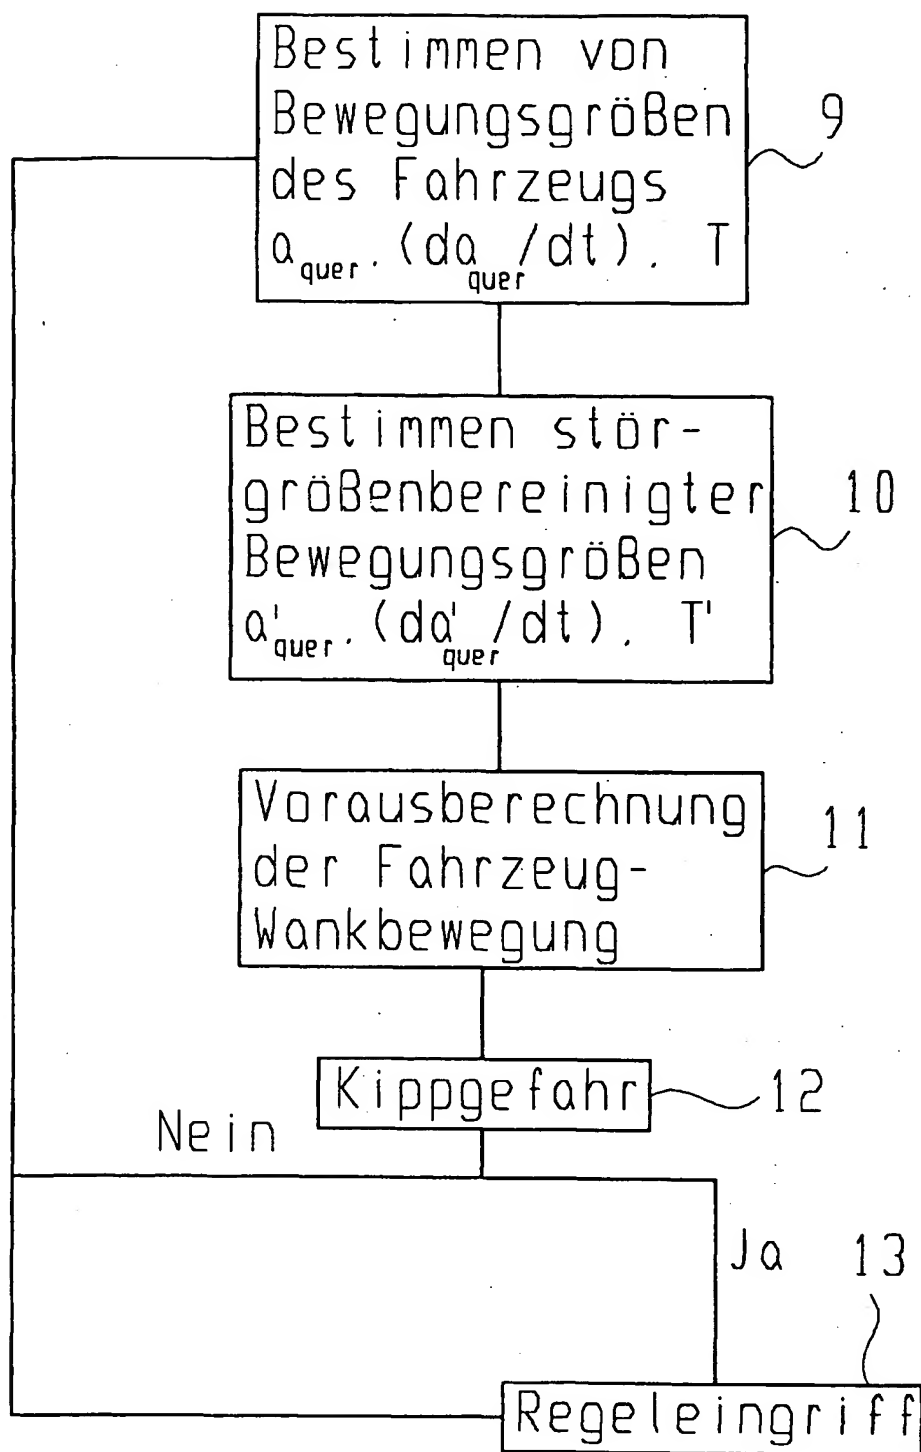 Bestimmen von
Bewegungsgrößen
des Fahrzeugs
a_quer. (da_quer/dt). T
9
Bestimmen stör-
größenbereinigter
Bewegungsgrößen
a'_quer. (da'_quer/dt). T'
10
Vorausberechnung
der Fahrzeug-
Wankbewegung
11
Kippgefahr
12
Nein
Ja
13
Regeleingriff